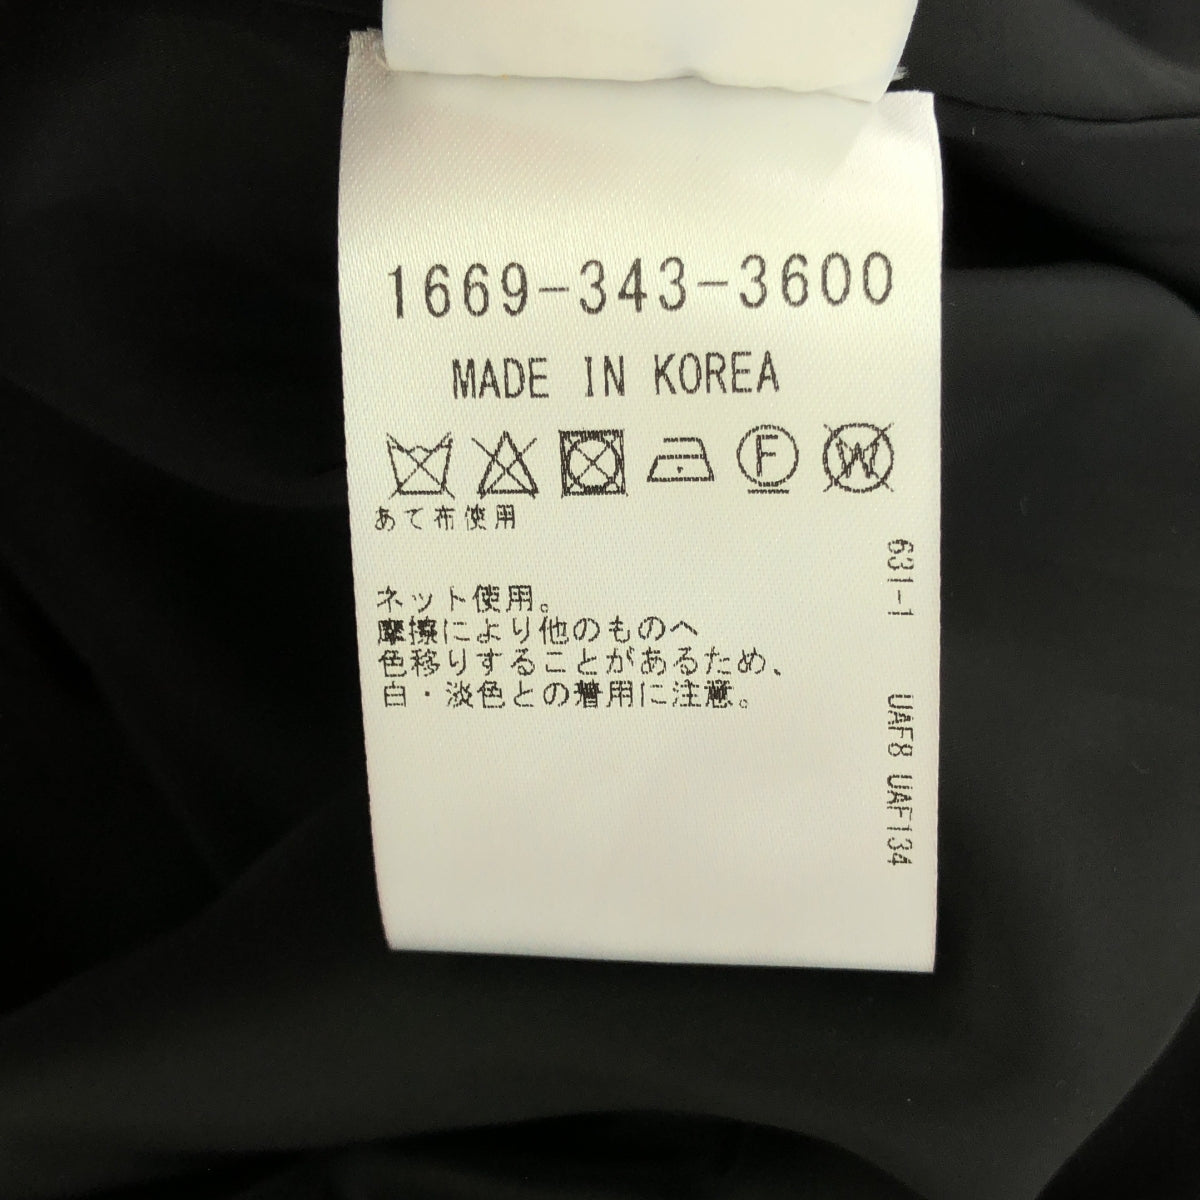 1669-343-3600
MADE IN KOREA
F W
あて布使用
ネット使用。
摩擦により他のものへ
色移りすることがあるため、
白・淡色との着用に注意。
631-1 UAF8 UAF134